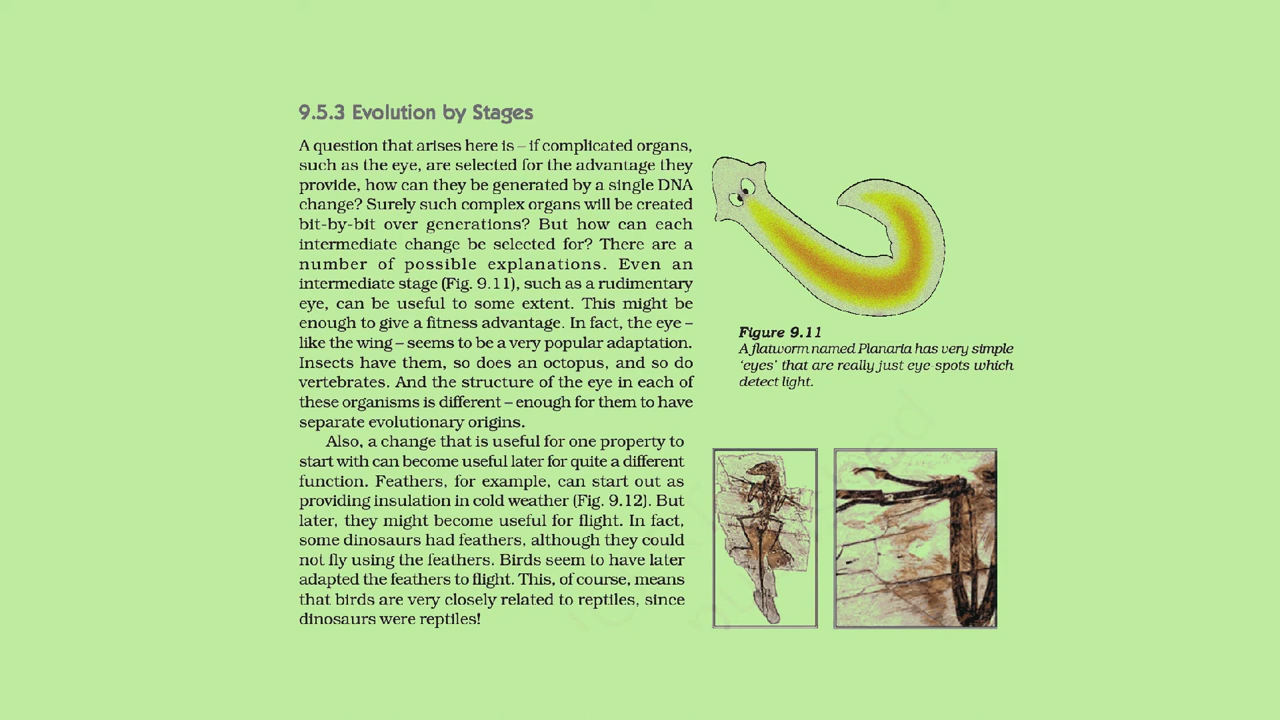 9.5.3 Evolution by Stages
A question that arises here is – if complicated organs,
such as the eye, are selected for the advantage they
provide, how can they be generated by a single DNA
change? Surely such complex organs will be created
bit-by-bit over generations? But how can each
intermediate change be selected for? There are a
number of possible explanations. Even an
intermediate stage (Fig. 9.11), such as a rudimentary
eye, can be useful to some extent. This might be
enough to give a fitness advantage. In fact, the eye –
like the wing – seems to be a very popular adaptation.
Insects have them, so does an octopus, and so do
vertebrates. And the structure of the eye in each of
these organisms is different – enough for them to have
separate evolutionary origins.
Also, a change that is useful for one property to
start with can become useful later for quite a different
function. Feathers, for example, can start out as
providing insulation in cold weather (Fig. 9.12). But
later, they might become useful for flight. In fact,
some dinosaurs had feathers, although they could
not fly using the feathers. Birds seem to have later
adapted the feathers to flight. This, of course, means
that birds are very closely related to reptiles, since
dinosaurs were reptiles!
Figure 9.11
A flatworm named Planaria has very simple
‘eyes’ that are really just eye-spots which
detect light.